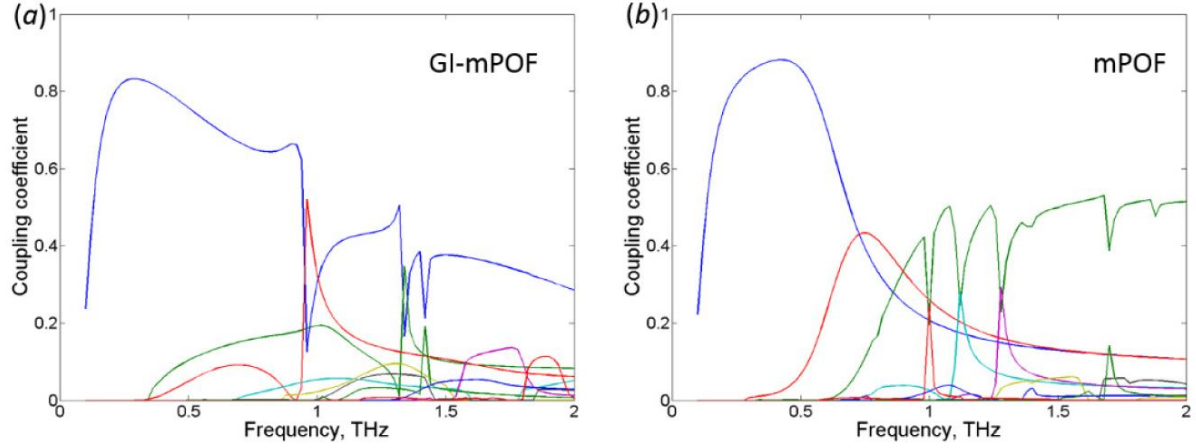 (a)
GI-mPOF
Coupling coefficient
1
0.8
0.6
0.4
0.2
0
0 0.5 1 1.5 2
Frequency, THz
(b)
mPOF
Coupling coefficient
1
0.8
0.6
0.4
0.2
0
0 0.5 1 1.5 2
Frequency, THz